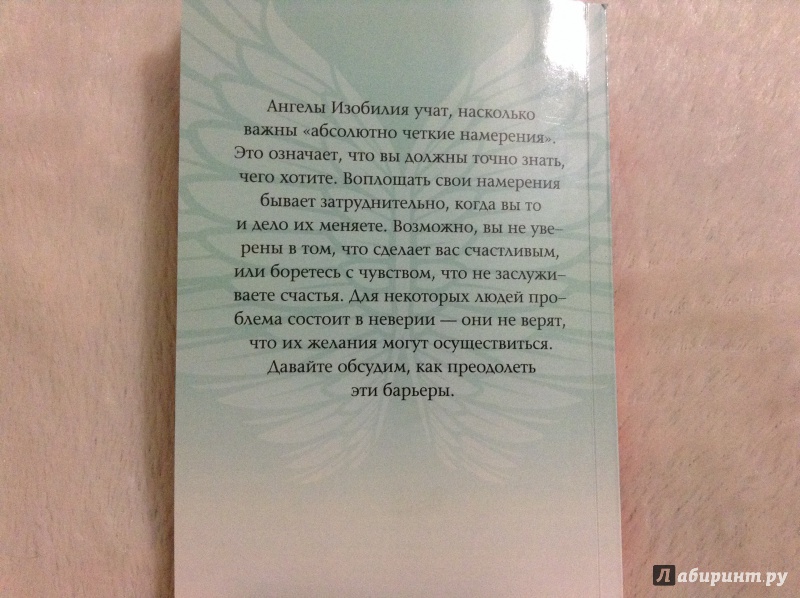 Ангелы Изобилия учат, насколько
важны «абсолютно четкие намерения».
Это означает, что вы должны точно знать,
чего хотите. Воплощать свои намерения
бывает затруднительно, когда вы то
и дело их меняете. Возможно, вы не уве–
рены в том, что сделает вас счастливым,
или боретесь с чувством, что не заслужи–
ваете счастья. Для некоторых людей про–
блема состоит в неверии — они не верят,
что их желания могут осуществиться.
Давайте обсудим, как преодолеть
эти барьеры.
Лабиринт.ру